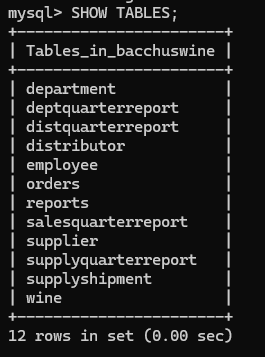 mysql> SHOW TABLES;
+------------------------+
| Tables_in_bacchuswine |
+------------------------+
| department            |
| deptquarterreport     |
| distquarterreport     |
| distributor           |
| employee              |
| orders                |
| reports               |
| salesquarterreport    |
| supplier              |
| supplyquarterreport   |
| supplyshipment        |
| wine                  |
+------------------------+
12 rows in set (0.00 sec)